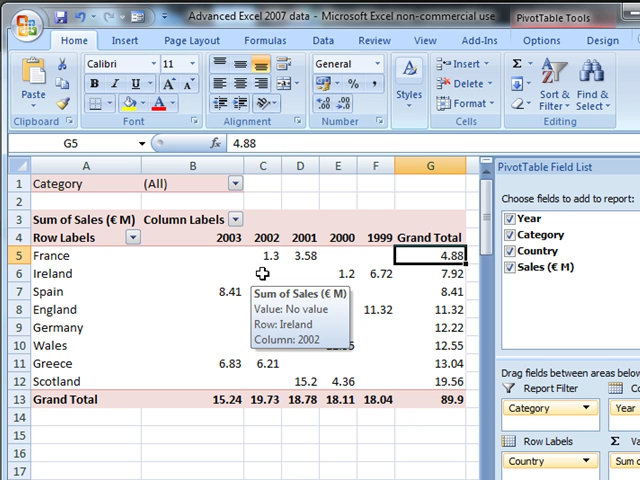 Advanced Excel 2007 data - Microsoft Excel non-commercial use
PivotTable Tools
Home Insert Page Layout Formulas Data Review View Add-Ins Options Design
Paste
Clipboard
Calibri 11
B I U
Font
Alignment
General
%
Number
Styles
Insert
Delete
Format
Cells
Sort & Filter
Find & Select
Editing
G5 fx 4.88
A B C D E F G
1 Category (All)
2
3 Sum of Sales (€ M) Column Labels
4 Row Labels 2003 2002 2001 2000 1999 Grand Total
5 France 1.3 3.58 4.88
6 Ireland 1.2 6.72 7.92
7 Spain 8.41 8.41
8 England 11.32 11.32
9 Germany 12.22
10 Wales 12.55
11 Greece 6.83 6.21 13.04
12 Scotland 15.2 4.36 19.56
13 Grand Total 15.24 19.73 18.78 18.11 18.04 89.9
14
15
16
17
Sum of Sales (€ M)
Value: No value
Row: Ireland
Column: 2002
PivotTable Field List
Choose fields to add to report:
Year
Category
Country
Sales (€ M)
Drag fields between areas below
Report Filter
Category
Year
Row Labels
Σ
Country
Sum